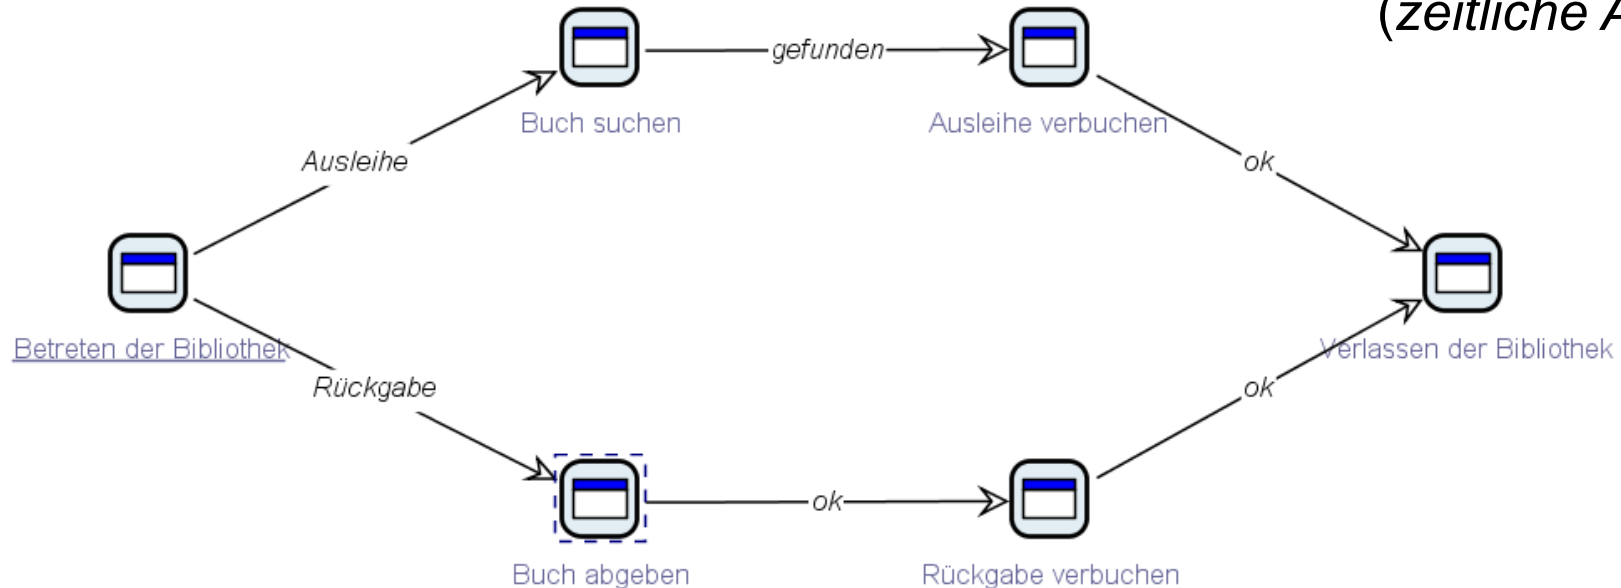 (zeitliche
gefunden
Buch suchen
Ausleihe verbuchen
Ausleihe
ok
Betreten der Bibliothek
Verlassen der Bibliothek
Rückgabe
ok
ok
Buch abgeben
Rückgabe verbuchen